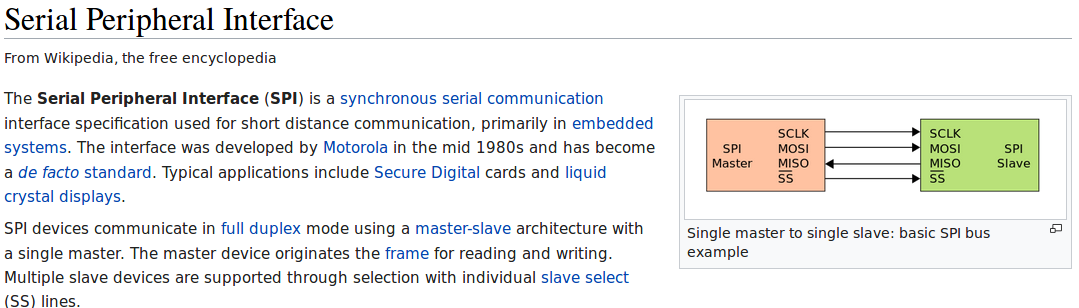 Serial Peripheral Interface
From Wikipedia, the free encyclopedia
The Serial Peripheral Interface (SPI) is a synchronous serial communication
interface specification used for short distance communication, primarily in embedded
systems. The interface was developed by Motorola in the mid 1980s and has become
a de facto standard. Typical applications include Secure Digital cards and liquid
crystal displays.
SPI devices communicate in full duplex mode using a master-slave architecture with
a single master. The master device originates the frame for reading and writing.
Multiple slave devices are supported through selection with individual slave select
(SS) lines.
SPI
Master
SCLK
MOSI
MISO
SS
SCLK
MOSI
MISO
SS
SPI
Slave
Single master to single slave: basic SPI bus
example